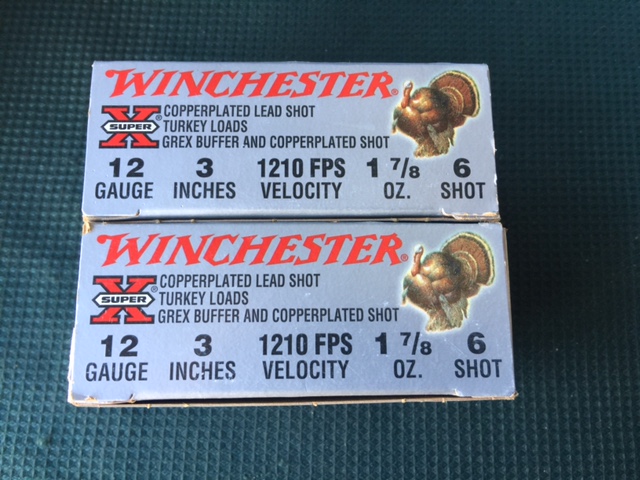 WINCHESTER®
X SUPER ®
COPPERPLATED LEAD SHOT
TURKEY LOADS
GREX BUFFER AND COPPERPLATED SHOT
12 3 1210 FPS 1 7/8 6
GAUGE INCHES VELOCITY OZ. SHOT
WINCHESTER®
X SUPER ®
COPPERPLATED LEAD SHOT
TURKEY LOADS
GREX BUFFER AND COPPERPLATED SHOT
12 3 1210 FPS 1 7/8 6
GAUGE INCHES VELOCITY OZ. SHOT